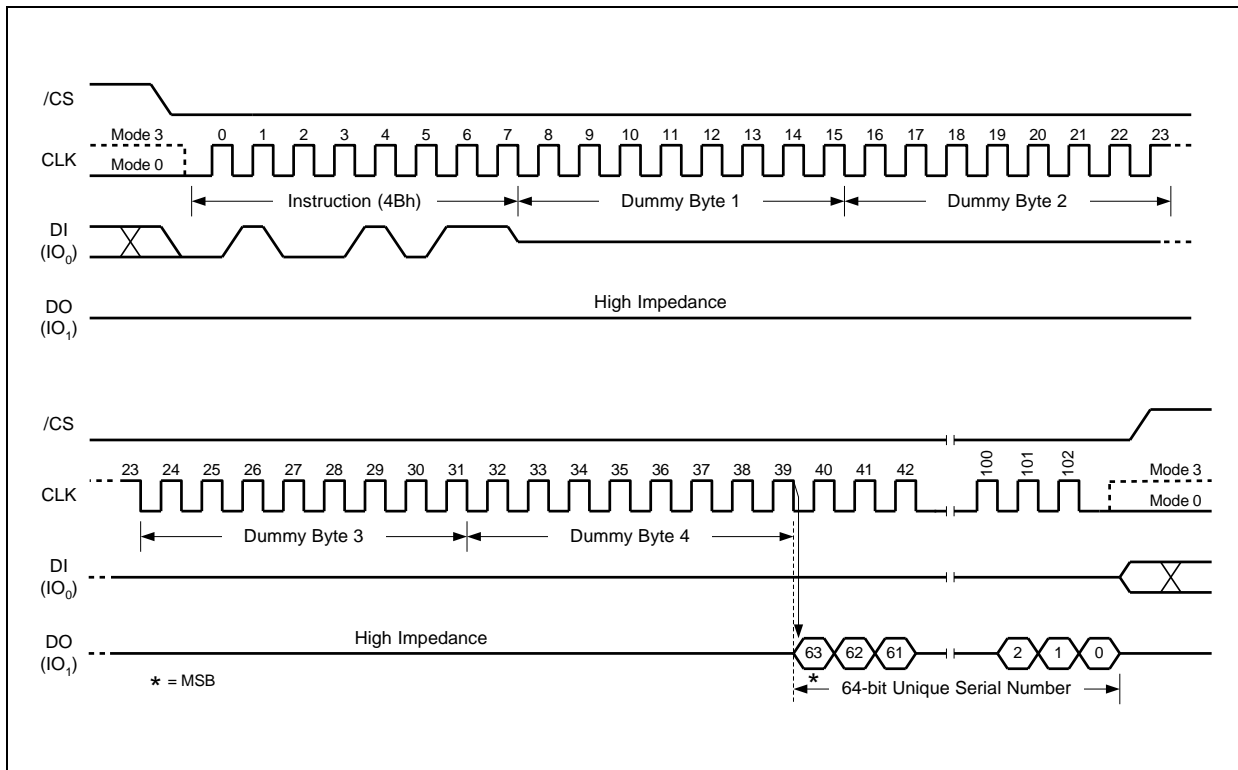 /CS
Mode 3
0 1 2 3 4 5 6 7 8 9 10 11 12 13 14 15 16 17 18 19 20 21 22 23
CLK
Mode 0
Instruction (4Bh)
Dummy Byte 1
Dummy Byte 2
DI
(IO0)
High Impedance
DO
(IO1)
/CS
23 24 25 26 27 28 29 30 31 32 33 34 35 36 37 38 39 40 41 42 100 101 102
Mode 3
CLK
Mode 0
Dummy Byte 3
Dummy Byte 4
DI
(IO0)
High Impedance
DO
(IO1)
63 62 61 2 1 0
* = MSB
*
64-bit Unique Serial Number